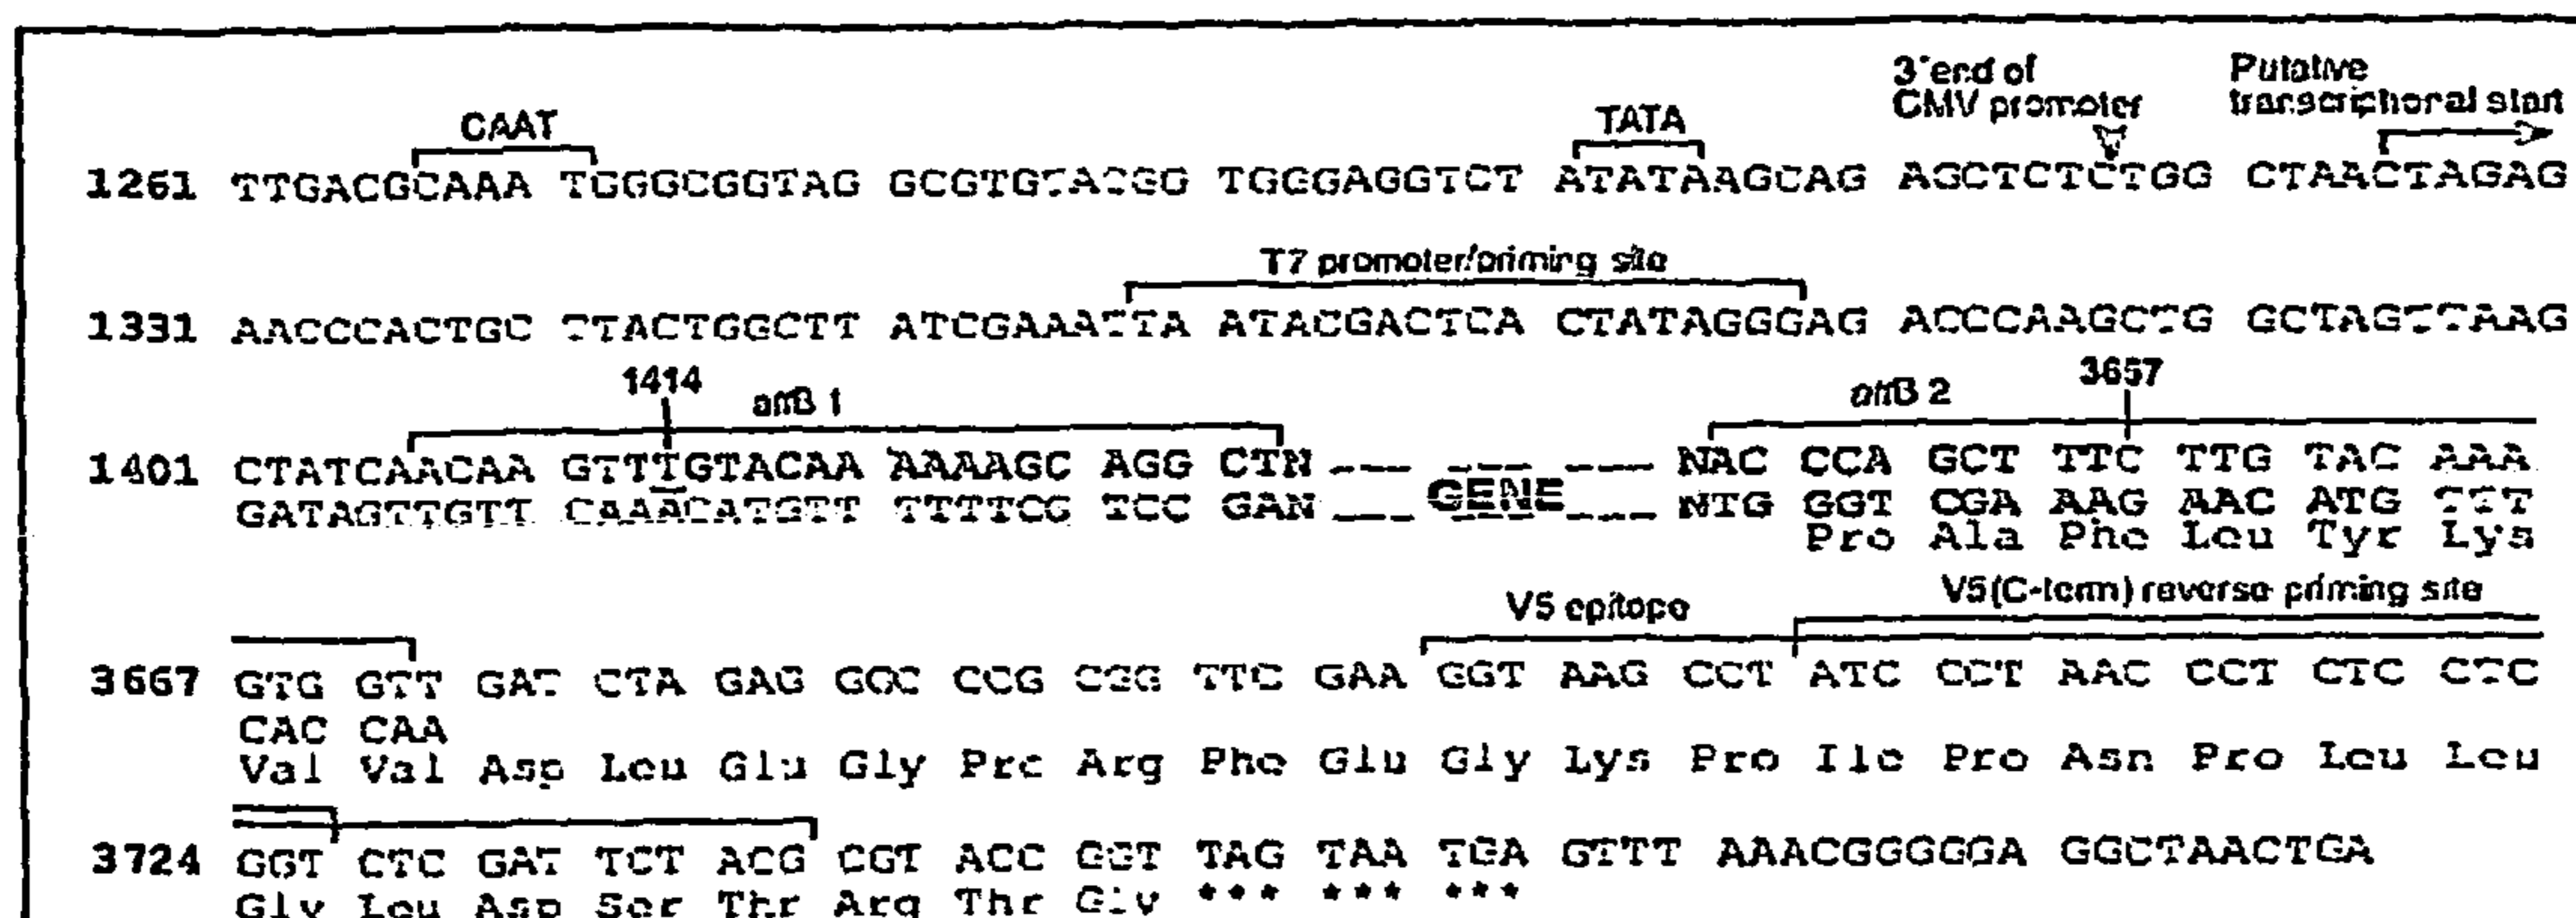 3'end of Putative
CMV promoter transcriptional start
CAAT TATA
1261 TTGACGCAAA TGGGCGGTAG GCGTGTACGG TGGGAGGTCT ATATAAGCAG AGCTCTCTGG CTAACTAGAG
T7 promoter/priming site
1331 AACCCACTGC TTACTGGCTT ATCGAAATTA ATACGACTCA CTATAGGGAG ACCCAAGCTG GCTAGTTAAG
1414 attB 1 attB 2 3657
1401 CTATCAACAA GTTTGTACAA AAAAGC AGG CTN --- GENE --- NAC CCA GCT TTC TTG TAC AAA
GATAGTTGTT CAAACATGTT TTTTCG TCC GAN --- --- NTG GGT CGA AAG AAC ATG TTT
Pro Ala Phe Leu Tyr Lys
V5 epitope V5(C-term) reverse priming site
3667 GTG GTT GAT CTA GAG GGC CCG CGG TTC GAA GGT AAG CCT ATC CCT AAC CCT CTC CTC
CAC CAA
Val Val Asp Leu Glu Gly Pro Arg Phe Glu Gly Lys Pro Ile Pro Asn Pro Leu Leu
3724 GGT CTC GAT TCT ACG CGT ACC GGT TAG TAA TGA GTTT AAACGGGGGA GGCTAACTGA
Gly Leu Asp Ser Thr Arg Thr Gly *** *** ***